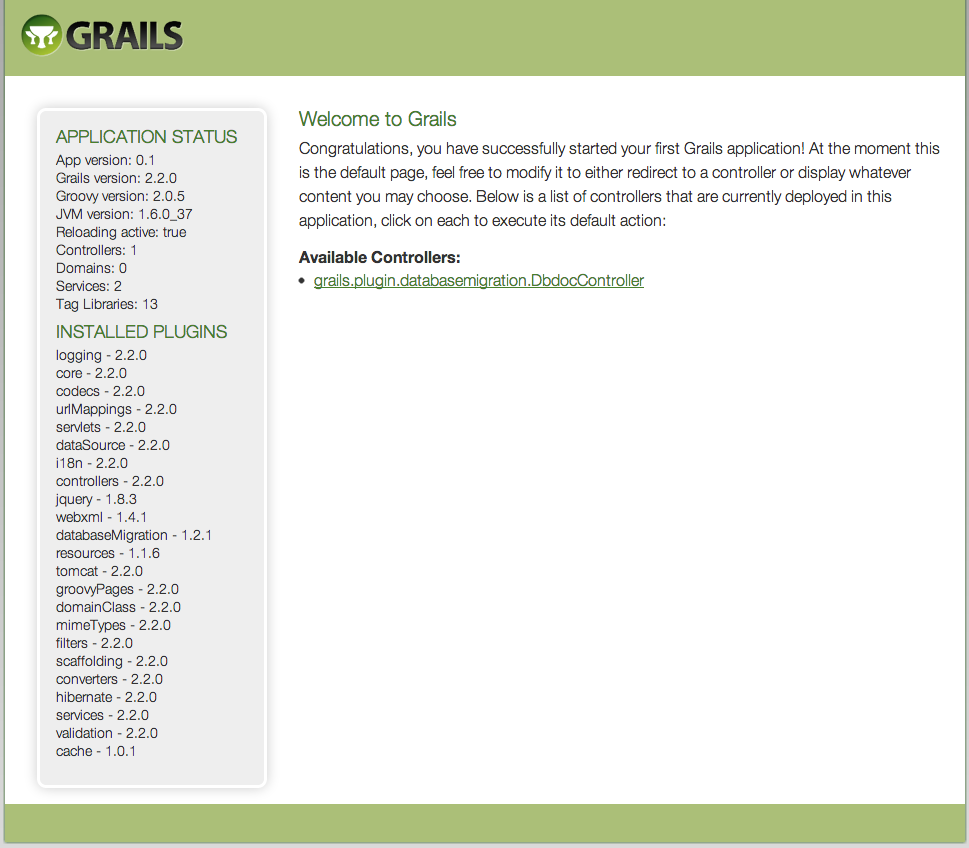 GRAILS
APPLICATION STATUS
App version: 0.1
Grails version: 2.2.0
Groovy version: 2.0.5
JVM version: 1.6.0_37
Reloading active: true
Controllers: 1
Domains: 0
Services: 2
Tag Libraries: 13
INSTALLED PLUGINS
logging - 2.2.0
core - 2.2.0
codecs - 2.2.0
urlMappings - 2.2.0
servlets - 2.2.0
dataSource - 2.2.0
i18n - 2.2.0
controllers - 2.2.0
jquery - 1.8.3
webxml - 1.4.1
databaseMigration - 1.2.1
resources - 1.1.6
tomcat - 2.2.0
groovyPages - 2.2.0
domainClass - 2.2.0
mimeTypes - 2.2.0
filters - 2.2.0
scaffolding - 2.2.0
converters - 2.2.0
hibernate - 2.2.0
services - 2.2.0
validation - 2.2.0
cache - 1.0.1
Welcome to Grails
Congratulations, you have successfully started your first Grails application! At the moment this
is the default page, feel free to modify it to either redirect to a controller or display whatever
content you may choose. Below is a list of controllers that are currently deployed in this
application, click on each to execute its default action:
Available Controllers:
• grails.plugin.databasemigration.DbdocController